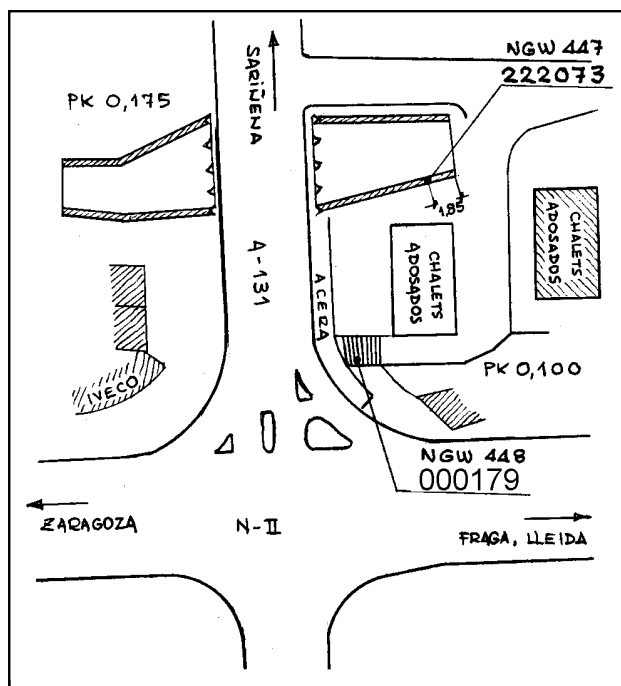 NGW 447
222073
SARIÑENA
PK 0,175
1,85
A-131
ACERA
CHALETS
ADOSADOS
CHALETS
ADOSADOS
PK 0,100
IVECO
NGW 448
000179
ZARAGOZA
N-II
FRAGA, LLEIDA